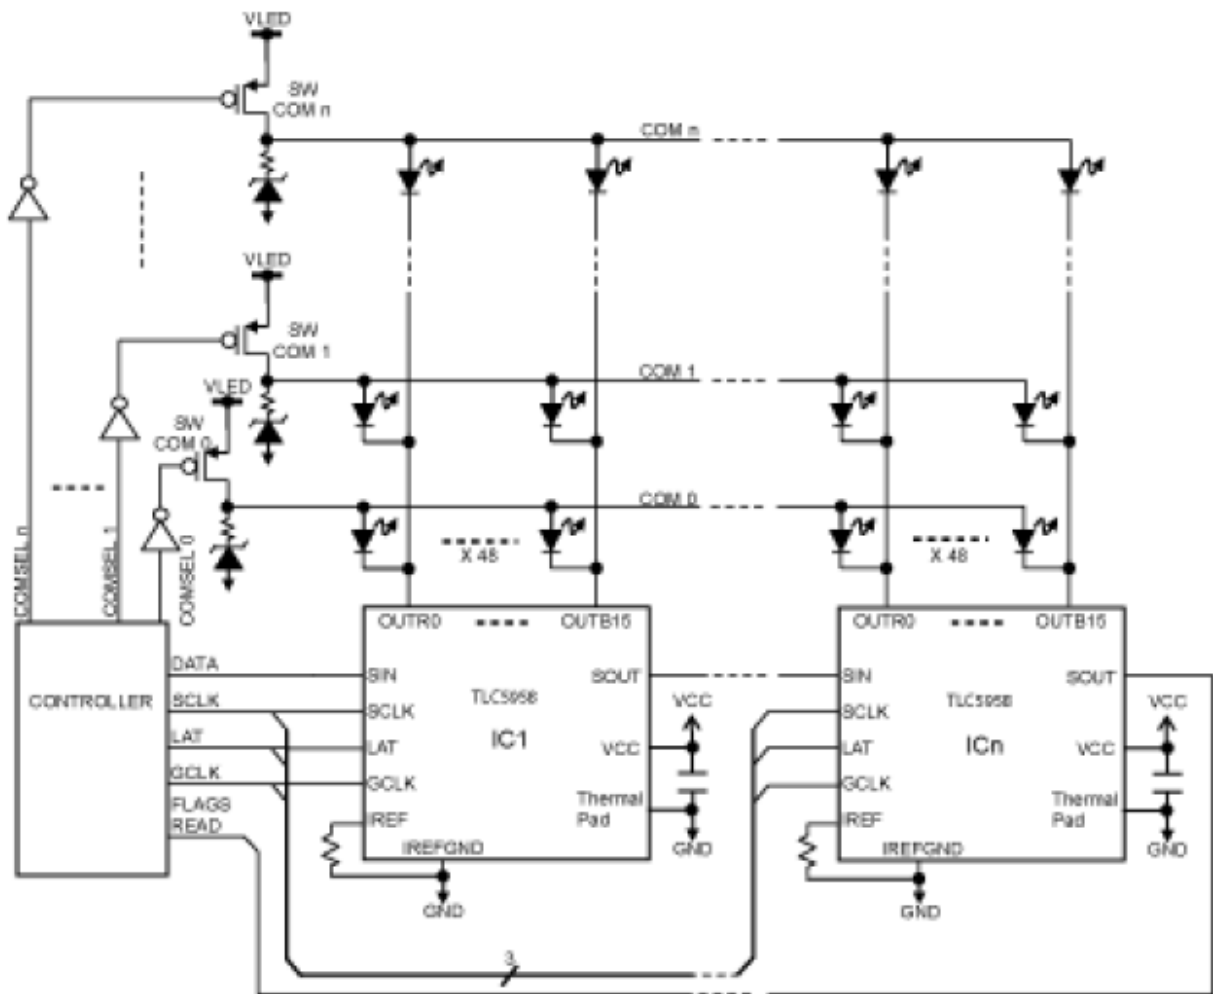 VLED
SW
COM n
COM n
VLED
SW
COM 1
COM 1
VLED
SW
COM 0
COM 0
X 48
X 48
COMSEL n
COMSEL 1
COMSEL 0
OUTR0
OUTB15
OUTR0
OUTB15
CONTROLLER
DATA
SCLK
LAT
GCLK
FLAGS
READ
SIN
SCLK
LAT
GCLK
IREF
IREFGND
TLC5958
IC1
SOUT
VCC
Thermal
Pad
VCC
GND
GND
SIN
SCLK
LAT
GCLK
IREF
IREFGND
TLC5958
ICn
SOUT
VCC
Thermal
Pad
VCC
GND
GND
3